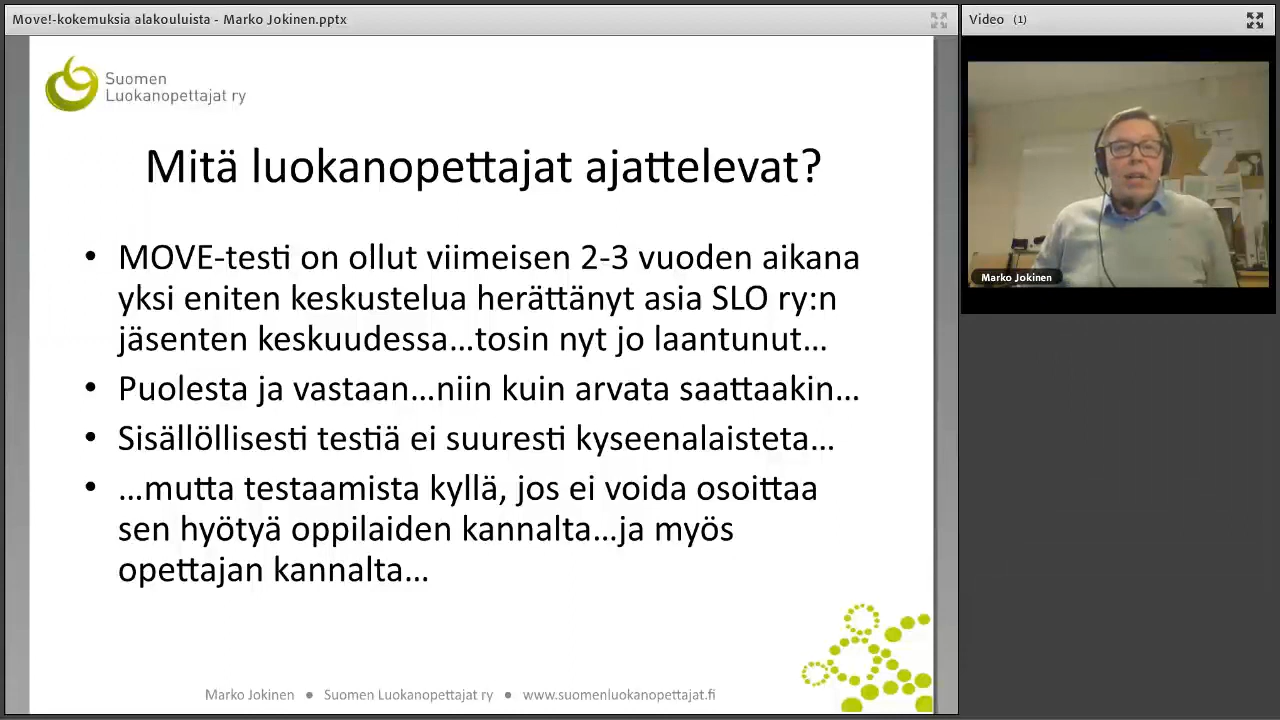 Move!-kokemuksia alakouluista - Marko Jokinen.pptx
Video (1)
Suomen
Luokanopettajat ry
Mitä luokanopettajat ajattelevat?
• MOVE-testi on ollut viimeisen 2-3 vuoden aikana
yksi eniten keskustelua herättänyt asia SLO ry:n
jäsenten keskuudessa…tosin nyt jo laantunut…
• Puolesta ja vastaan…niin kuin arvata saattaakin…
• Sisällöllisesti testiä ei suuresti kyseenalaisteta…
• …mutta testaamista kyllä, jos ei voida osoittaa
sen hyötyä oppilaiden kannalta…ja myös
opettajan kannalta…
Marko Jokinen ● Suomen Luokanopettajat ry ● www.suomenluokanopettajat.fi
Marko Jokinen